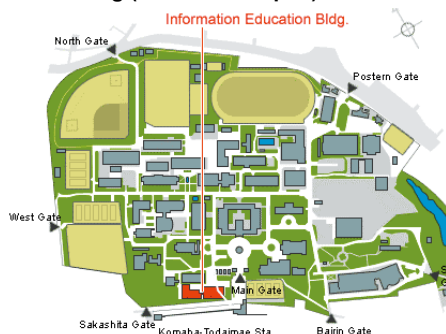 Information Education Bldg.
North Gate
Postern Gate
West Gate
Main Gate
Sakashita Gate
Komaba-Todaimae Sta.
Bairin Gate